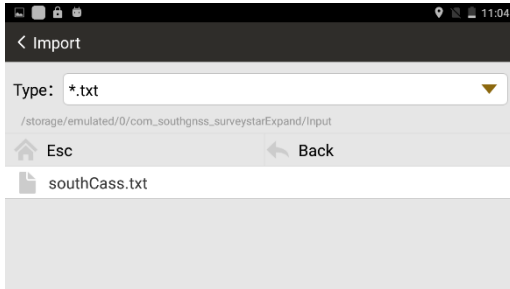 11:04
< Import
Type: *.txt
/storage/emulated/0/com_southgnss_surveystarExpand/Input
Esc Back
southCass.txt